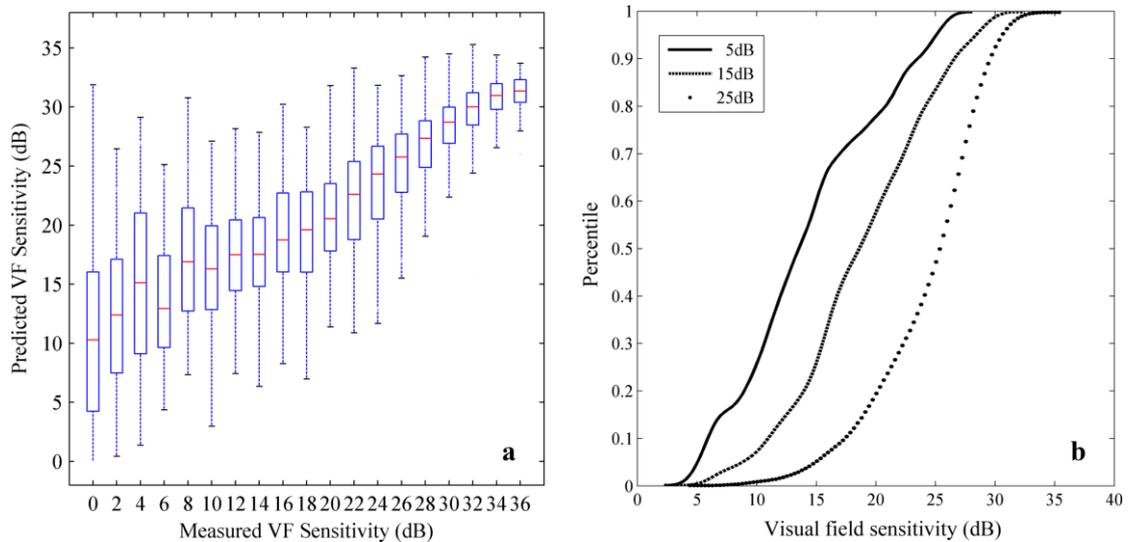 35
30
25
20
15
10
5
0
Predicted VF Sensitivity (dB)
0 2 4 6 8 10 12 14 16 18 20 22 24 26 28 30 32 34 36
Measured VF Sensitivity (dB)
a
1
0.9
0.8
0.7
0.6
0.5
0.4
0.3
0.2
0.1
0
Percentile
5dB
15dB
25dB
0 5 10 15 20 25 30 35 40
Visual field sensitivity (dB)
b